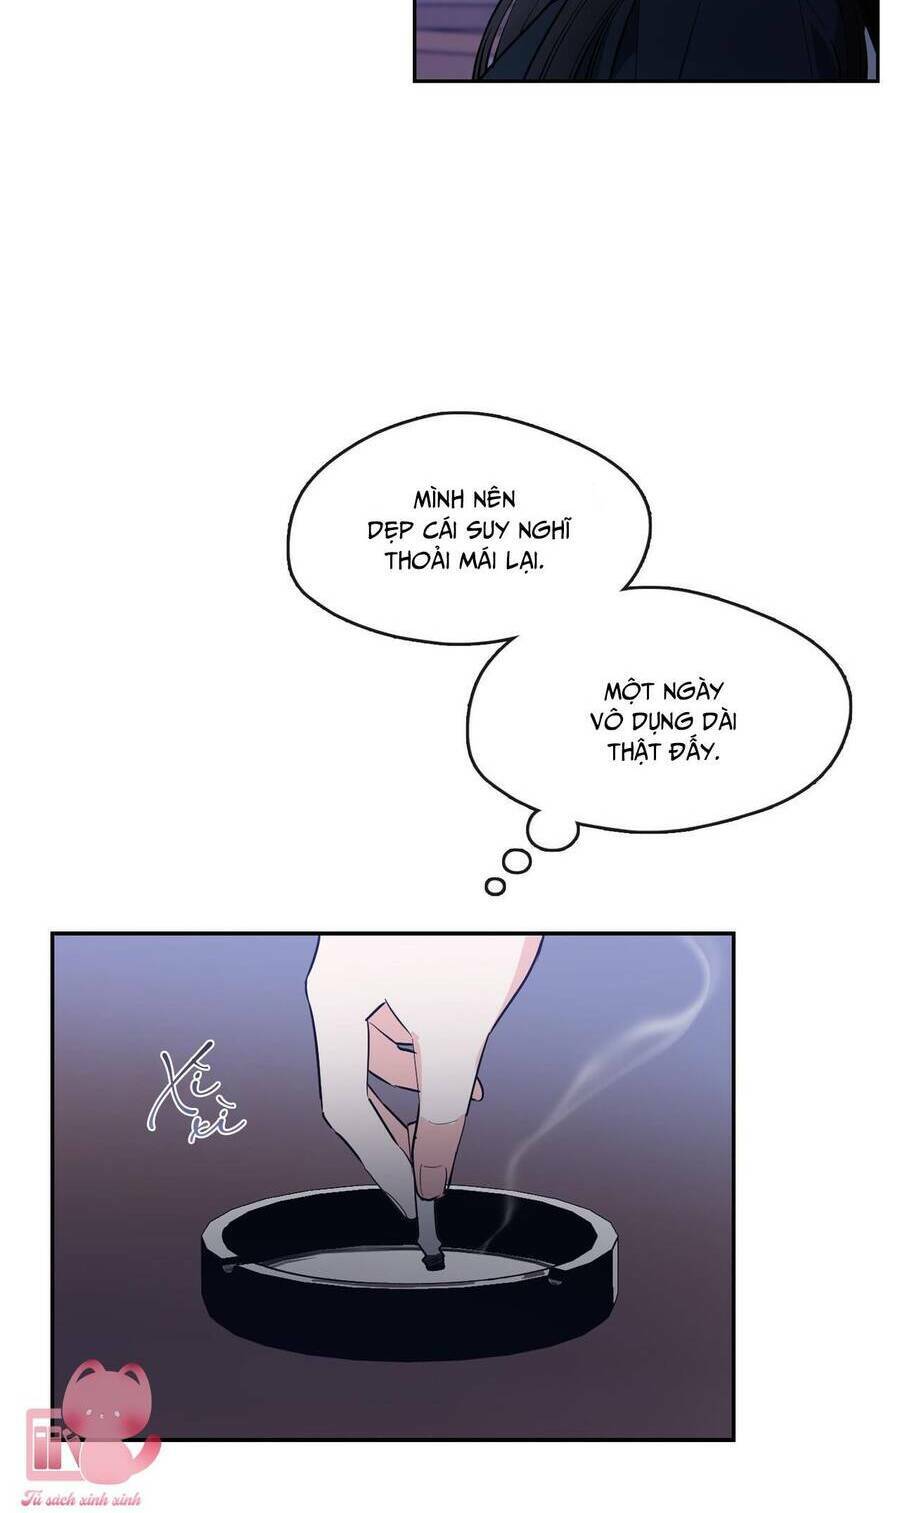 MÌNH NÊN
DẸP CÁI SUY NGHĨ
THOẢI MÁI LẠI.
MỘT NGÀY
VÔ DỤNG DÀI
THẬT ĐẤY.
Xì
xì
Tủ sách xinh xinh